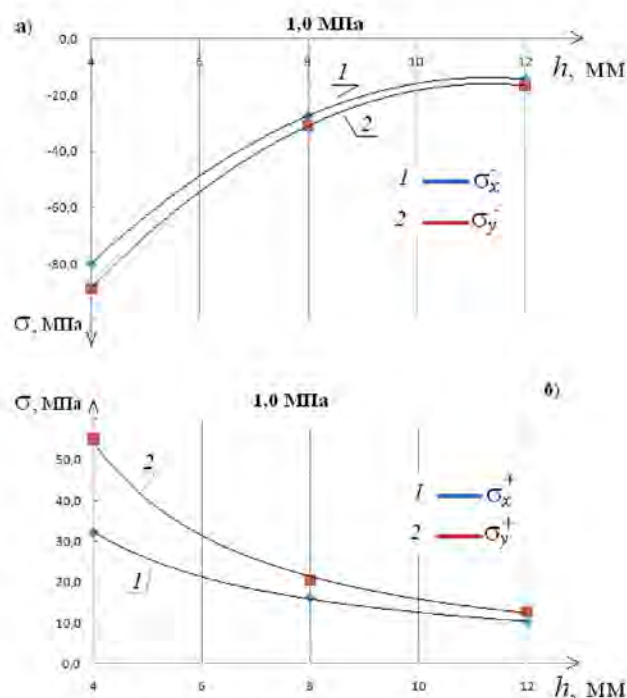 а)
1,0 МПа
0,0
4 6 8 10 12
h, мм
-20,0
-40,0
-60,0
-80,0
1
2
1 σx-
2 σy-
σ, МПа
σ, МПа
1,0 МПа
в)
50,0
40,0
30,0
20,0
10,0
0,0
2
1
1 σx+
2 σy+
4 6 8 10 12
h, мм